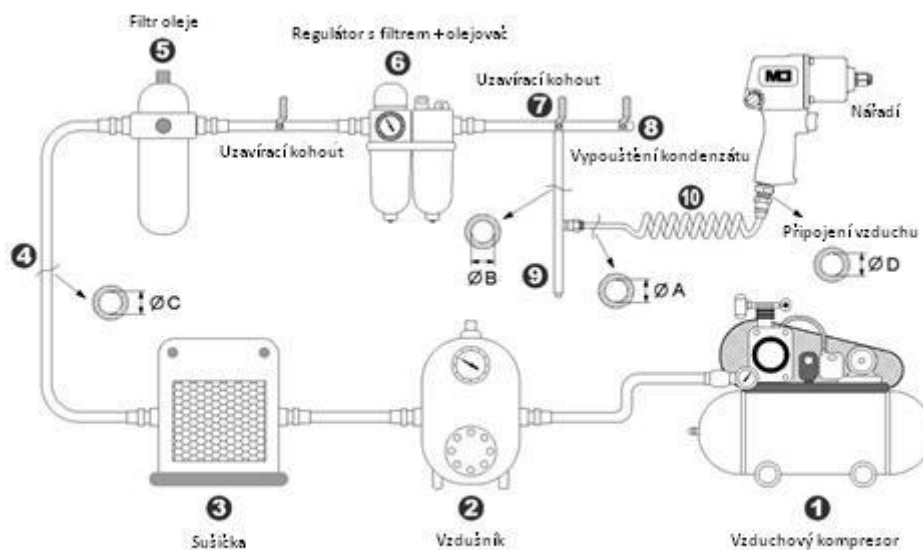 Filtr oleje
5
Regulátor s filtrem + olejovač
6
Uzavírací kohout
7
8
Nářadí
Uzavírací kohout
Vypouštění kondenzátu
10
Připojení vzduchu
4
ØB
9
ØA
ØD
ØC
3
Sušička
2
Vzdušník
1
Vzduchový kompresor